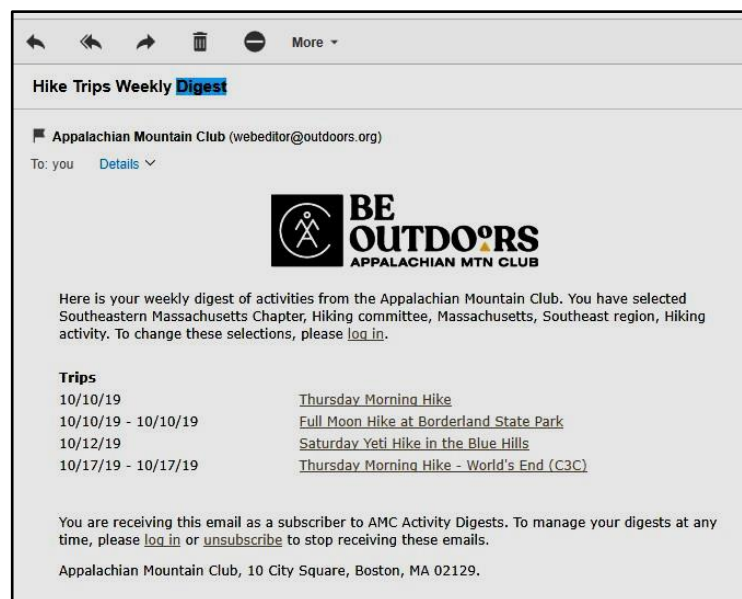 More
Hike Trips Weekly Digest
Appalachian Mountain Club (webeditor@outdoors.org)
To: you Details
BE
OUTDOORS
APPALACHIAN MTN CLUB
Here is your weekly digest of activities from the Appalachian Mountain Club. You have selected
Southeastern Massachusetts Chapter, Hiking committee, Massachusetts, Southeast region, Hiking
activity. To change these selections, please log in.
Trips
10/10/19 Thursday Morning Hike
10/10/19 - 10/10/19 Full Moon Hike at Borderland State Park
10/12/19 Saturday Yeti Hike in the Blue Hills
10/17/19 - 10/17/19 Thursday Morning Hike - World's End (C3C)
You are receiving this email as a subscriber to AMC Activity Digests. To manage your digests at any
time, please log in or unsubscribe to stop receiving these emails.
Appalachian Mountain Club, 10 City Square, Boston, MA 02129.